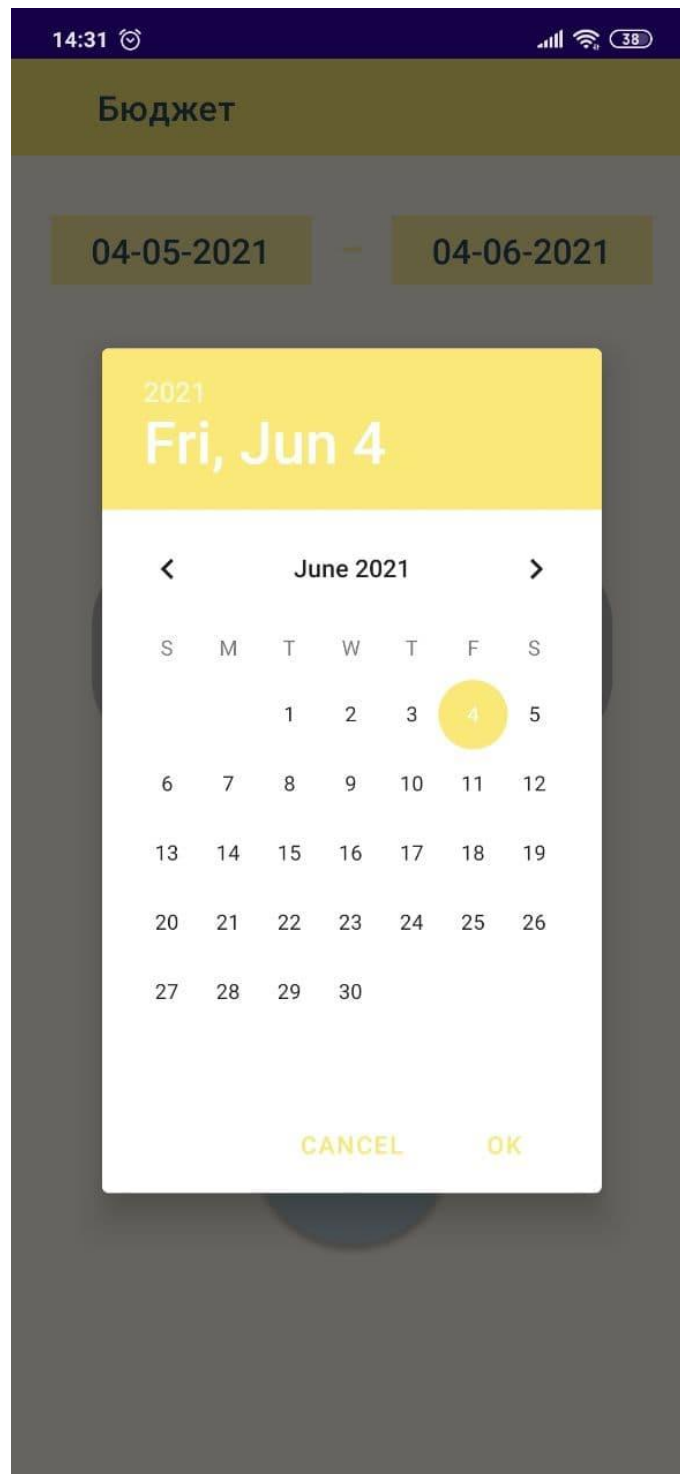 14:31 38
Бюджет
04-05-2021 – 04-06-2021
2021
Fri, Jun 4
June 2021
S M T W T F S
1 2 3 4 5
6 7 8 9 10 11 12
13 14 15 16 17 18 19
20 21 22 23 24 25 26
27 28 29 30
CANCEL OK